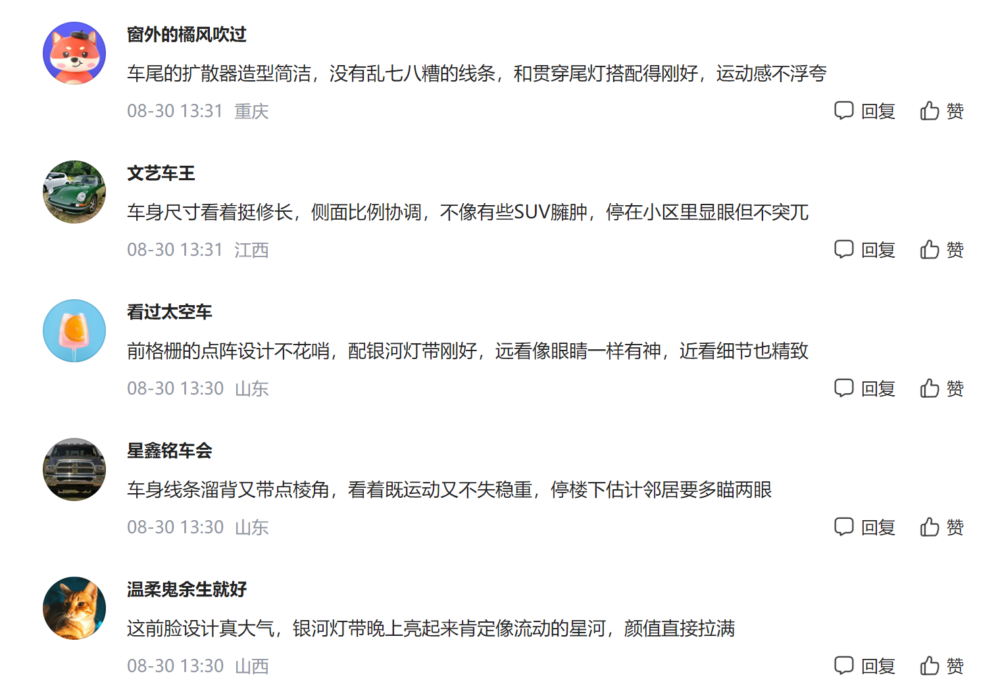 窗外的橘风吹过
车尾的扩散器造型简洁，没有乱七八糟的线条，和贯穿尾灯搭配得刚好，运动感不浮夸
08-30 13:31 重庆 回复 赞
文艺车王
车身尺寸看着挺修长，侧面比例协调，不像有些SUV臃肿，停在小区里显眼但不突兀
08-30 13:31 江西 回复 赞
看过太空车
前格栅的点阵设计不花哨，配银河灯带刚好，远看像眼睛一样有神，近看细节也精致
08-30 13:30 山东 回复 赞
星鑫铭车会
车身线条溜背又带点棱角，看着既运动又不失稳重，停楼下估计邻居要多瞄两眼
08-30 13:30 山东 回复 赞
温柔鬼余生就好
这前脸设计真大气，银河灯带晚上亮起来肯定像流动的星河，颜值直接拉满
08-30 13:30 山西 回复 赞